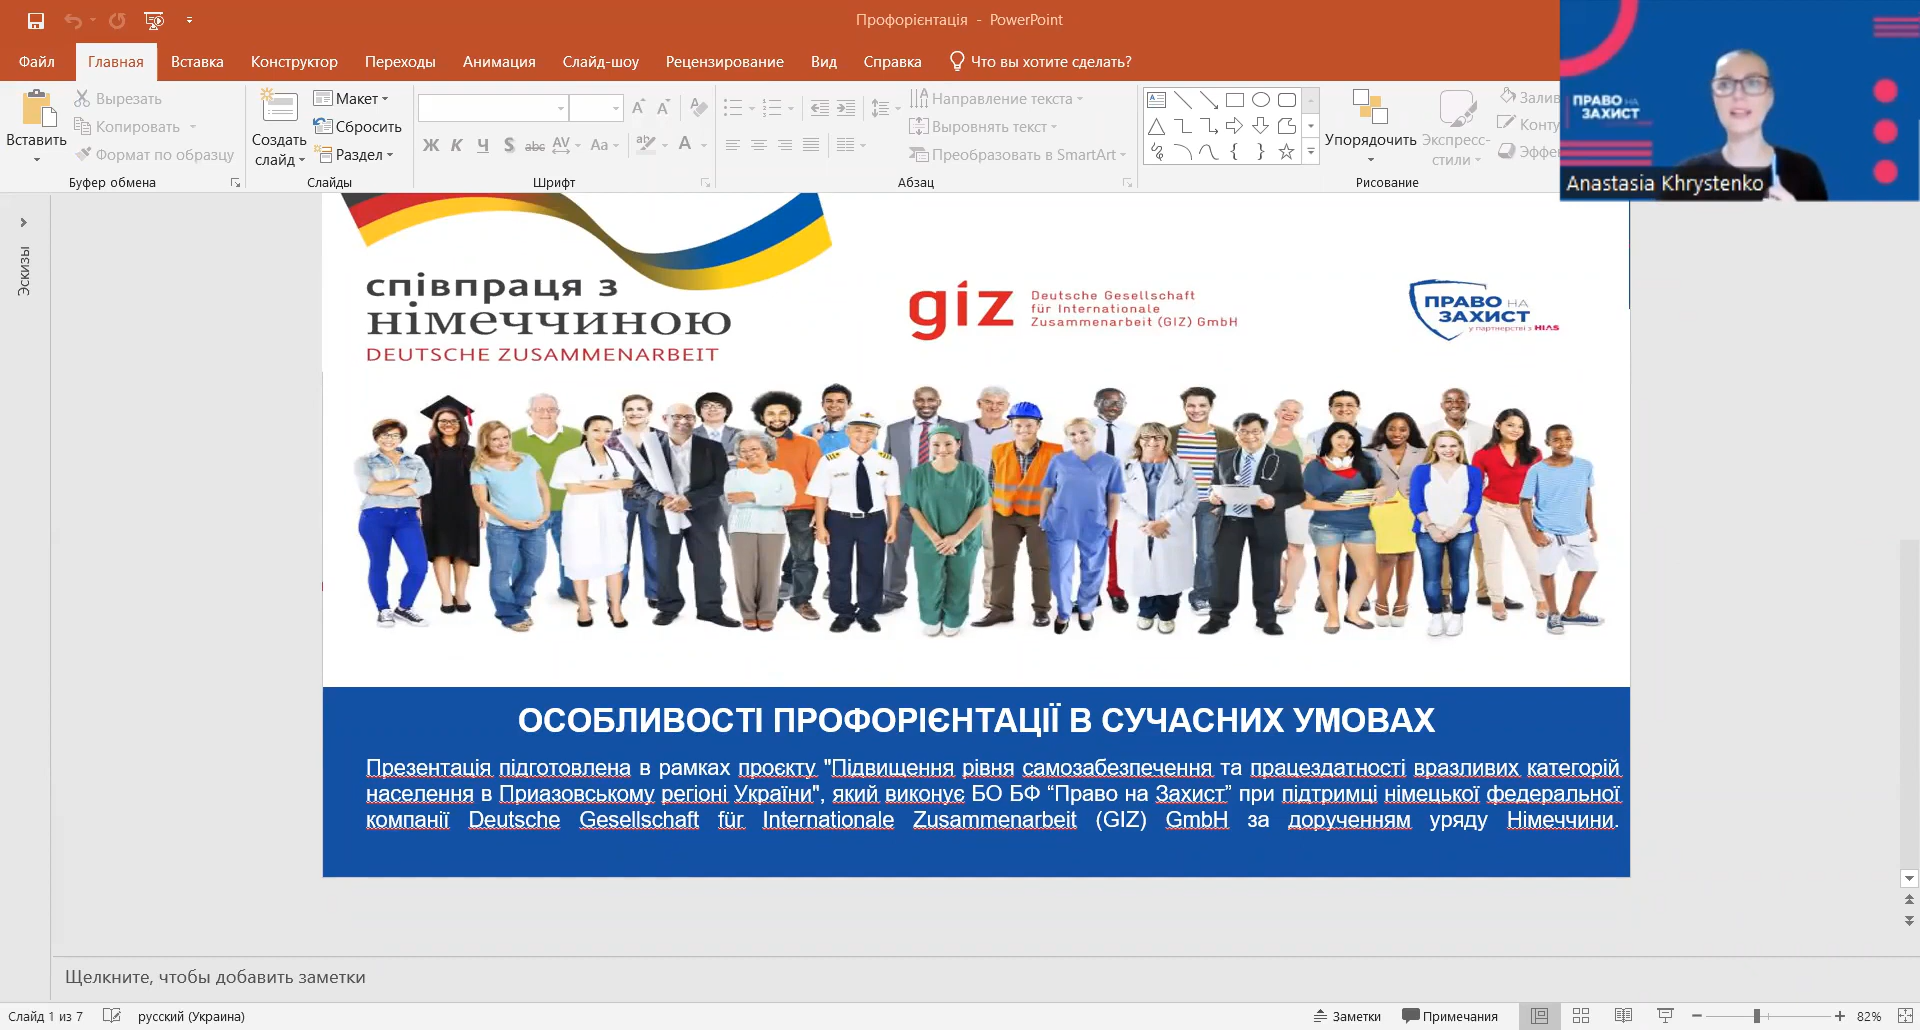 Профорієнтація - PowerPoint
Файл
Главная
Вставка
Конструктор
Переходы
Анимация
Слайд-шоу
Рецензирование
Вид
Справка
Что вы хотите сделать?
Вставить
Вырезать
Копировать
Формат по образцу
Буфер обмена
Создать
слайд
Макет
Сбросить
Раздел
Слайды
Ж К Ч S abc AV Aa A
Шрифт
Направление текста
Выровнять текст
Преобразовать в SmartArt
Абзац
Упорядочить
Экспресс-
стили
Рисование
ПРАВО НА
ЗАХИСТ
Anastasia Khrystenko
Эскизы
співпраця з
німеччиною
DEUTSCHE ZUSAMMENARBEIT
giz
Deutsche Gesellschaft
für Internationale
Zusammenarbeit (GIZ) GmbH
ПРАВО НА
ЗАХИСТ
у партнерстві з HIAS
ОСОБЛИВОСТІ ПРОФОРІЄНТАЦІЇ В СУЧАСНИХ УМОВАХ
Презентація підготовлена в рамках проєкту "Підвищення рівня самозабезпечення та працездатності вразливих категорій
населення в Приазовському регіоні України", який виконує БО БФ “Право на Захист” при підтримці німецької федеральної
компанії Deutsche Gesellschaft für Internationale Zusammenarbeit (GIZ) GmbH за дорученням уряду Німеччини.
Щелкните, чтобы добавить заметки
Слайд 1 из 7
русский (Украина)
Заметки
Примечания
82%